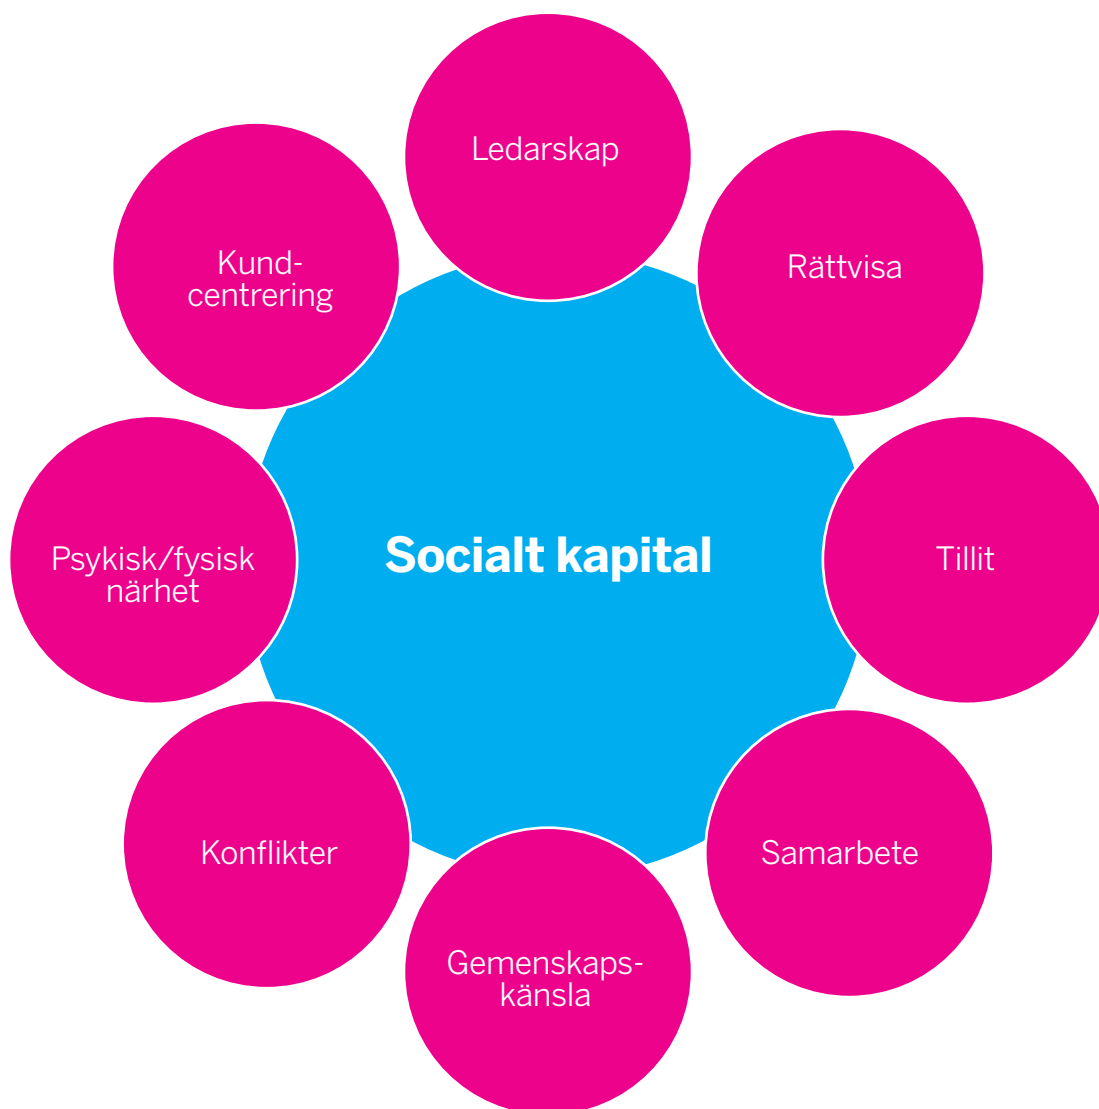 Ledarskap
Rättvisa
Kund-
centrering
Psykisk/fysisk
närhet
Socialt kapital
Tillit
Konflikter
Samarbete
Gemenskaps-
känsla